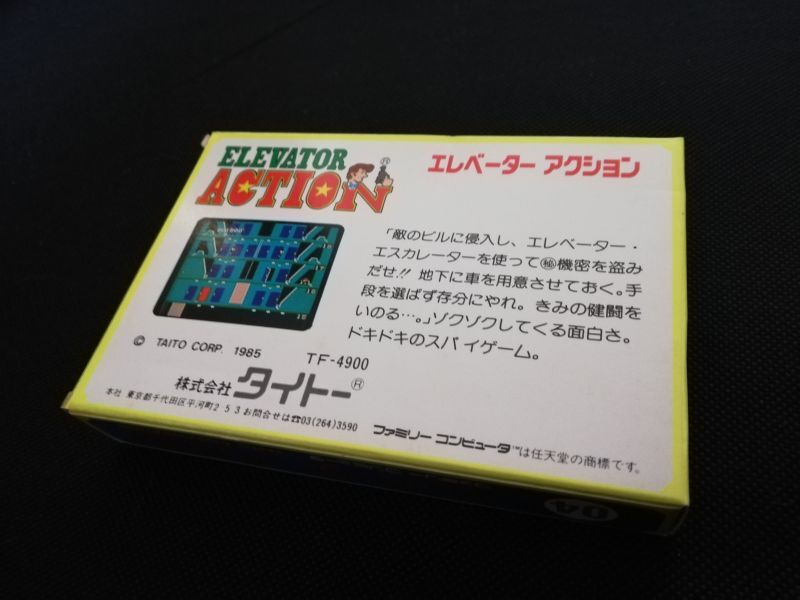 ELEVATOR
ACTION®
エレベーター アクション
「敵のビルに侵入し、エレベーター・
エスカレーターを使って㊙機密を盗み
だせ!! 地下に車を用意させておく。手
段を選ばず存分にやれ。きみの健闘を
いのる…。」ゾクゾクしてくる面白さ。
ドキドキのスパイゲーム。
© TAITO CORP. 1985
TF-4900
株式会社 タイトー®
本社 東京都千代田区平河町2 5 3 お問合せは☎03(264)3590
ファミリー コンピュータ™は任天堂の商標です。
04